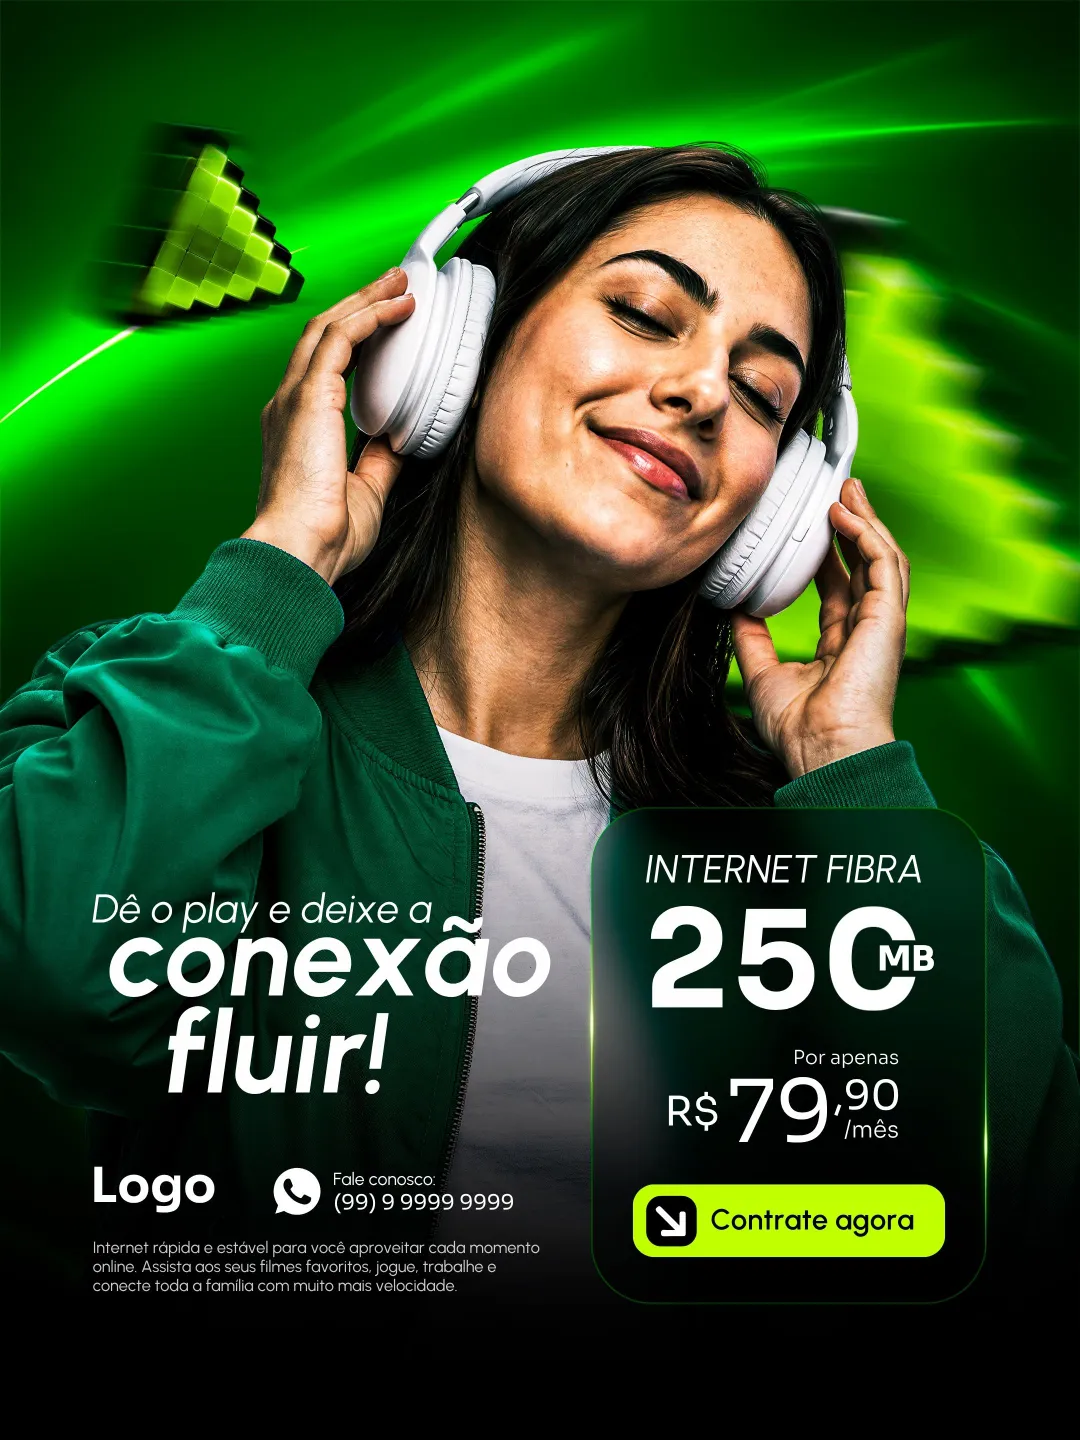 Dê o play e deixe a
conexão
fluir!
INTERNET FIBRA
250
MB
Por apenas
R$ 79,90
/mês
Contrate agora
Logo
Fale conosco:
(99) 9 9999 9999
Internet rápida e estável para você aproveitar cada momento
online. Assista aos seus filmes favoritos, jogue, trabalhe e
conecte toda a família com muito mais velocidade.